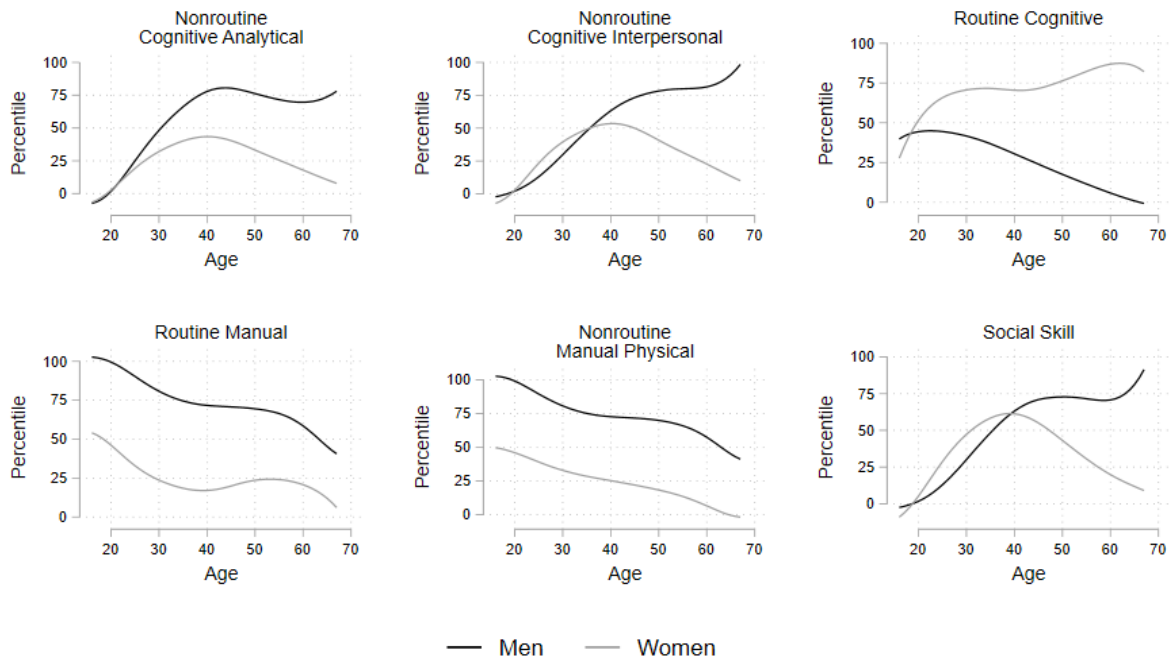 Nonroutine
Cognitive Analytical
Percentile
100
75
50
25
0
20 30 40 50 60 70
Age
Nonroutine
Cognitive Interpersonal
Percentile
100
75
50
25
0
20 30 40 50 60 70
Age
Routine Cognitive
Percentile
100
75
50
25
0
20 30 40 50 60 70
Age
Routine Manual
Percentile
100
75
50
25
0
20 30 40 50 60 70
Age
Nonroutine
Manual Physical
Percentile
100
75
50
25
0
20 30 40 50 60 70
Age
Social Skill
Percentile
100
75
50
25
0
20 30 40 50 60 70
Age
Men Women